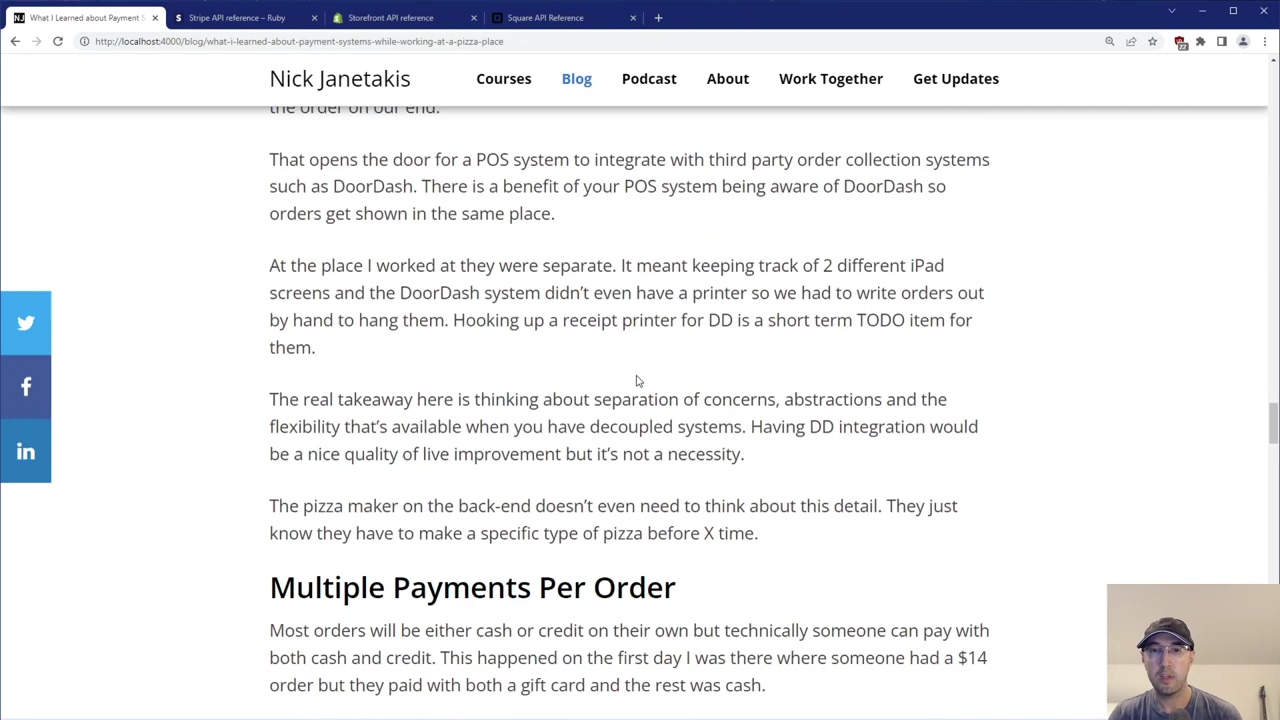 What I Learned about Payment S
Stripe API reference – Ruby
Storefront API reference
Square API Reference
http://localhost:4000/blog/what-i-learned-about-payment-systems-while-working-at-a-pizza-place
22
Nick Janetakis
Courses
Blog
Podcast
About
Work Together
Get Updates
the order on our end.
That opens the door for a POS system to integrate with third party order collection systems
such as DoorDash. There is a benefit of your POS system being aware of DoorDash so
orders get shown in the same place.
At the place I worked at they were separate. It meant keeping track of 2 different iPad
screens and the DoorDash system didn't even have a printer so we had to write orders out
by hand to hang them. Hooking up a receipt printer for DD is a short term TODO item for
them.
The real takeaway here is thinking about separation of concerns, abstractions and the
flexibility that's available when you have decoupled systems. Having DD integration would
be a nice quality of live improvement but it's not a necessity.
The pizza maker on the back-end doesn't even need to think about this detail. They just
know they have to make a specific type of pizza before X time.
Multiple Payments Per Order
Most orders will be either cash or credit on their own but technically someone can pay with
both cash and credit. This happened on the first day I was there where someone had a $14
order but they paid with both a gift card and the rest was cash.